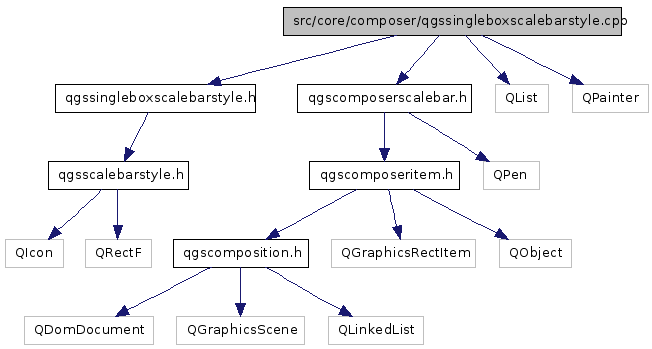 src/core/composer/qgssingleboxscalebarstyle.cpp
qgssingleboxscalebarstyle.h
qgscomposerscalebar.h
QList
QPainter
qgsscalebarstyle.h
qgscomposeritem.h
QPen
QIcon
QRectF
qgscomposition.h
QGraphicsRectItem
QObject
QDomDocument
QGraphicsScene
QLinkedList